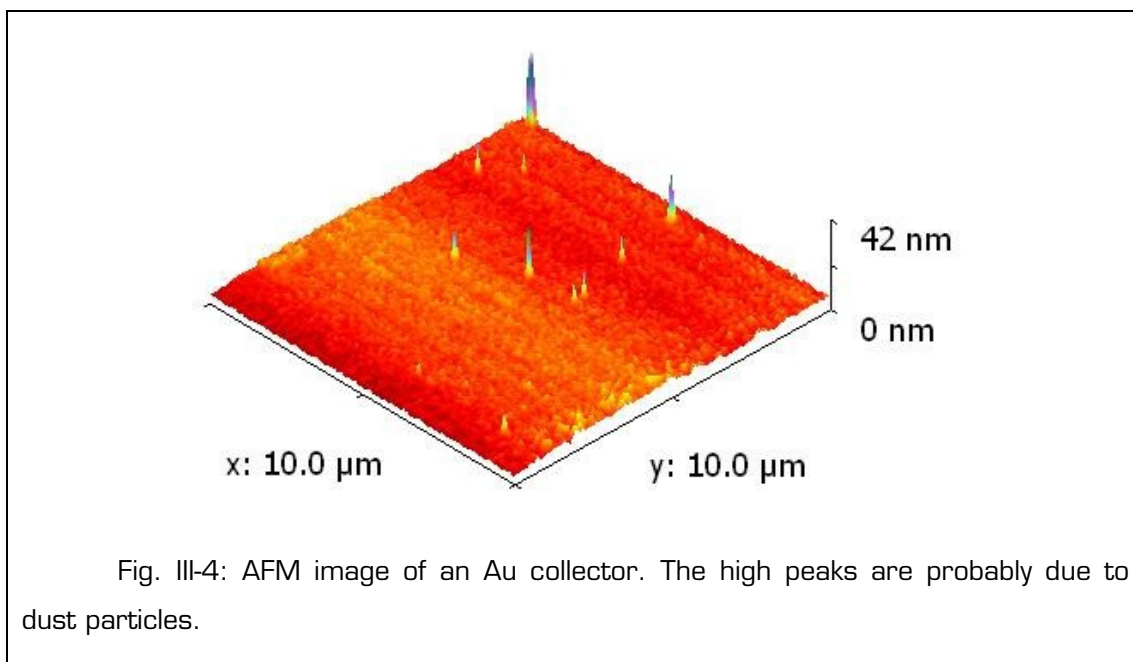 42 nm
0 nm
x: 10.0 µm
y: 10.0 µm
Fig. III-4: AFM image of an Au collector. The high peaks are probably due to
dust particles.